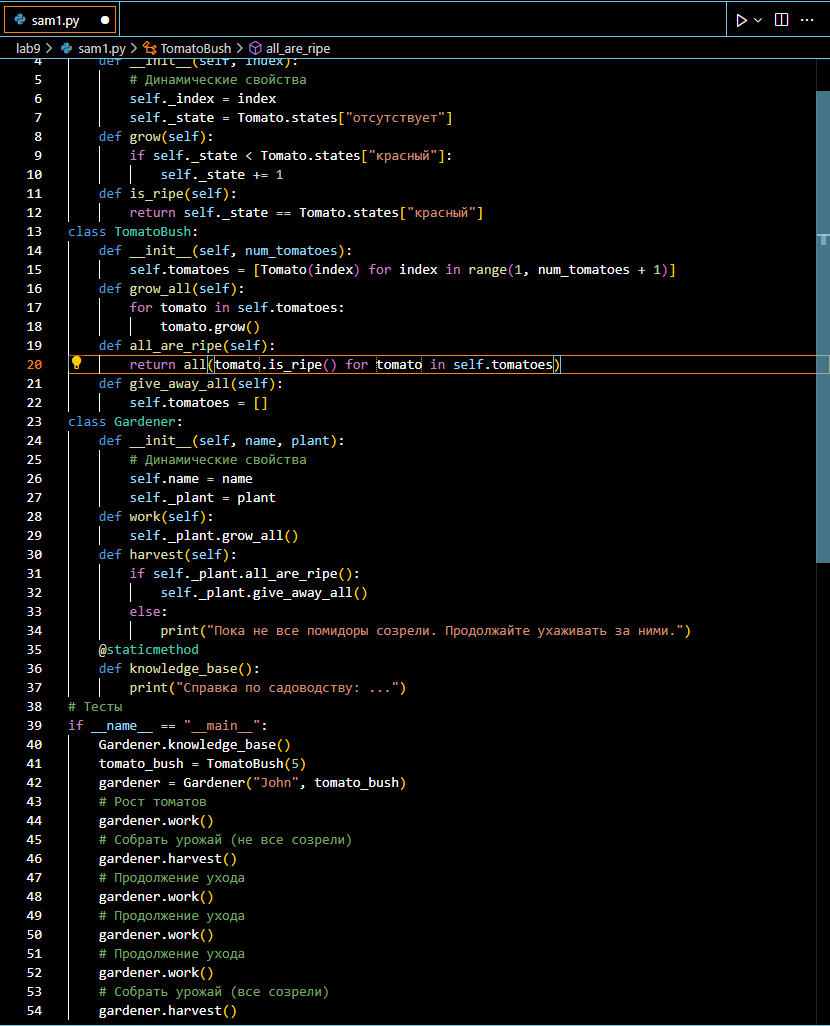 sam1.py
lab9 > sam1.py > TomatoBush > all_are_ripe
4 def __init__(self, index):
5 # Динамические свойства
6 self._index = index
7 self._state = Tomato.states["отсутствует"]
8 def grow(self):
9 if self._state < Tomato.states["красный"]:
10 self._state += 1
11 def is_ripe(self):
12 return self._state == Tomato.states["красный"]
13 class TomatoBush:
14 def __init__(self, num_tomatoes):
15 self.tomatoes = [Tomato(index) for index in range(1, num_tomatoes + 1)]
16 def grow_all(self):
17 for tomato in self.tomatoes:
18 tomato.grow()
19 def all_are_ripe(self):
20 return all(tomato.is_ripe() for tomato in self.tomatoes)
21 def give_away_all(self):
22 self.tomatoes = []
23 class Gardener:
24 def __init__(self, name, plant):
25 # Динамические свойства
26 self.name = name
27 self._plant = plant
28 def work(self):
29 self._plant.grow_all()
30 def harvest(self):
31 if self._plant.all_are_ripe():
32 self._plant.give_away_all()
33 else:
34 print("Пока не все помидоры созрели. Продолжайте ухаживать за ними.")
35 @staticmethod
36 def knowledge_base():
37 print("Справка по садоводству: ...")
38 # Тесты
39 if __name__ == "__main__":
40 Gardener.knowledge_base()
41 tomato_bush = TomatoBush(5)
42 gardener = Gardener("John", tomato_bush)
43 # Рост томатов
44 gardener.work()
45 # Собрать урожай (не все созрели)
46 gardener.harvest()
47 # Продолжение ухода
48 gardener.work()
49 # Продолжение ухода
50 gardener.work()
51 # Продолжение ухода
52 gardener.work()
53 # Собрать урожай (все созрели)
54 gardener.harvest()